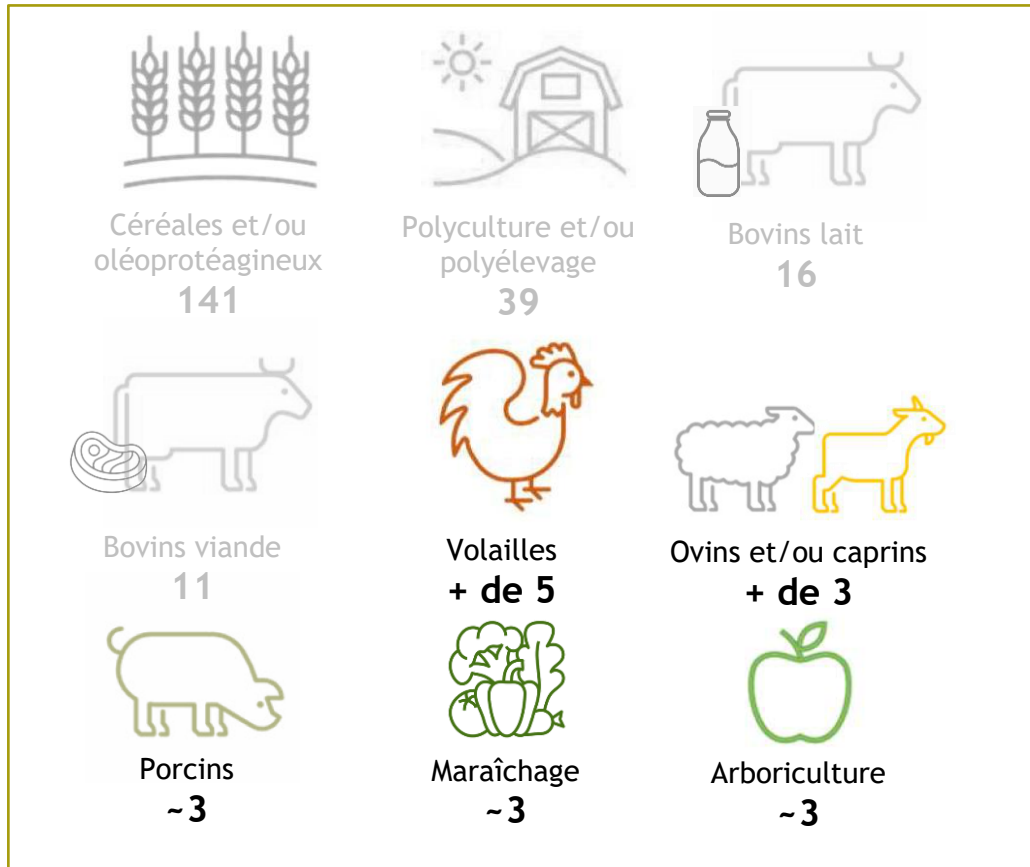 Céréales et/ou
oléoprotéagineux
141
Polyculture et/ou
polyélevage
39
Bovins lait
16
Bovins viande
11
Volailles
+ de 5
Ovins et/ou caprins
+ de 3
Porcins
~3
Maraîchage
~3
Arboriculture
~3